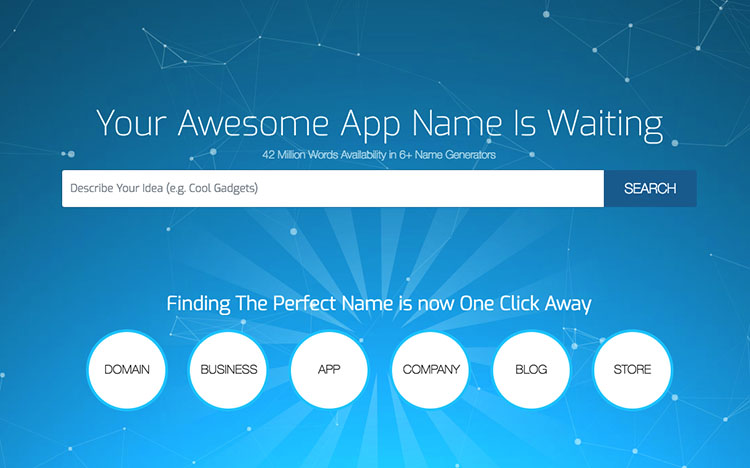 Your Awesome App Name Is Waiting
42 Million Words Availability in 6+ Name Generators
Describe Your Idea (e.g. Cool Gadgets)
SEARCH
Finding The Perfect Name is now One Click Away
DOMAIN
BUSINESS
APP
COMPANY
BLOG
STORE